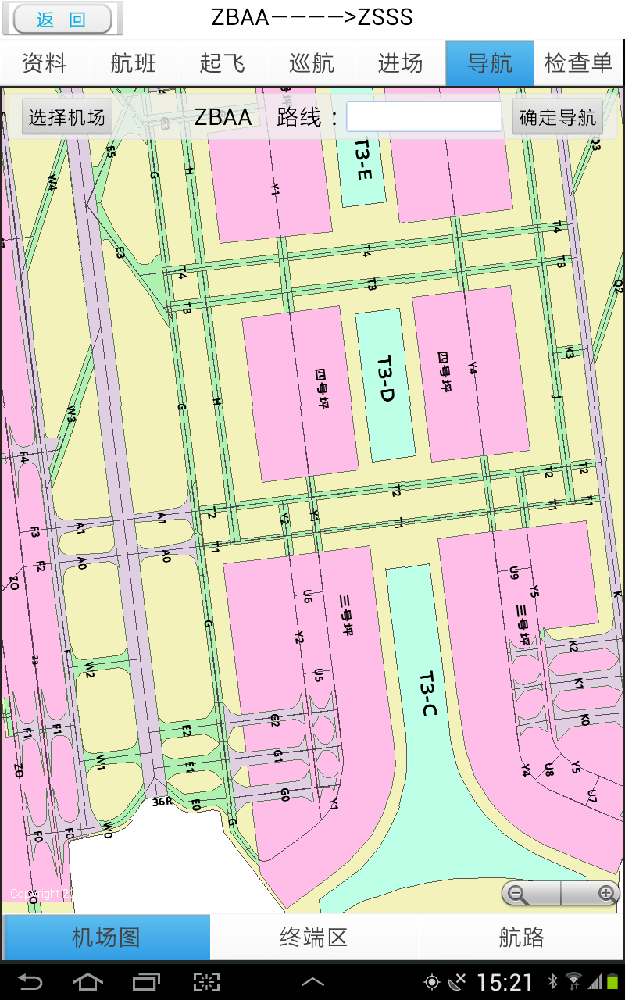 返 回
ZBAA————>ZSSS
资料 航班 起飞 巡航 进场 导航 检查单
选择机场 ZBAA 路线： 确定导航
G3
E5
W4
G
H
Y1
T3-E
Q3
T4
E3
T4
T4
T3
T3
T3
Q2
四号坪
T3-D
四号坪
Y4
K3
W3
G
H
J
F4
T2
T2
T2
T2
T1
T1
T1
T1
A1
A1
Y2
Y1
F3
F2
A0
A0
ZO
U6
三号坪
U9
Y5
三号坪
K
G
Y2
Z3
F
W2
U5
T3-C
K2
K1
K0
F1
F1
E2
G2
W1
E1
G1
ZO
Y4
U8
Y5
U7
36R
E0
G0
Y1
G
F0
F0
W0
Copyright 2
ZO
机场图 终端区 航路
15:21